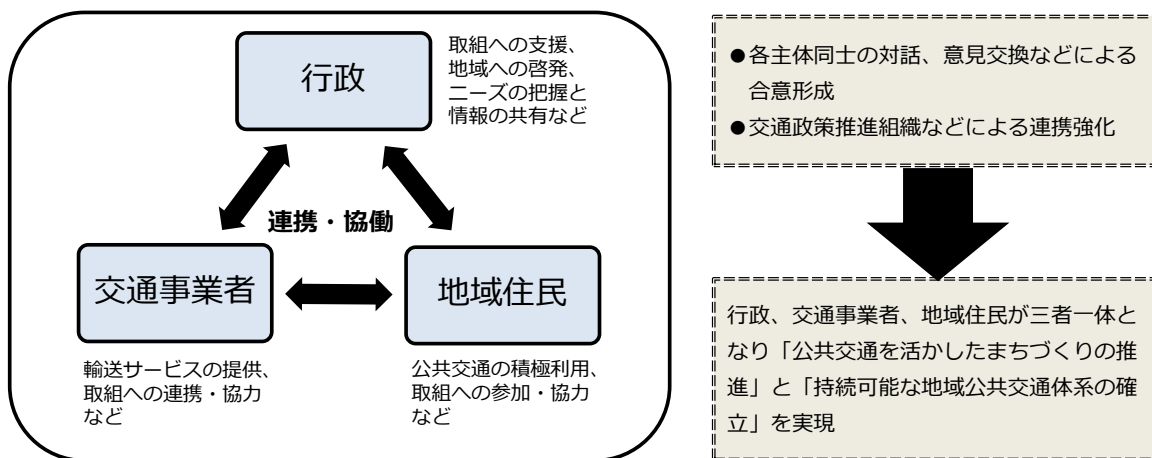 行政
取組への支援、
地域への啓発、
ニーズの把握と
情報の共有など
連携・協働
交通事業者
地域住民
輸送サービスの提供、
取組への連携・協力
など
公共交通の積極利用、
取組への参加・協力
など
●各主体同士の対話、意見交換などによる
合意形成
●交通政策推進組織などによる連携強化
行政、交通事業者、地域住民が三者一体と
なり「公共交通を活かしたまちづくりの推
進」と「持続可能な地域公共交通体系の確
立」を実現